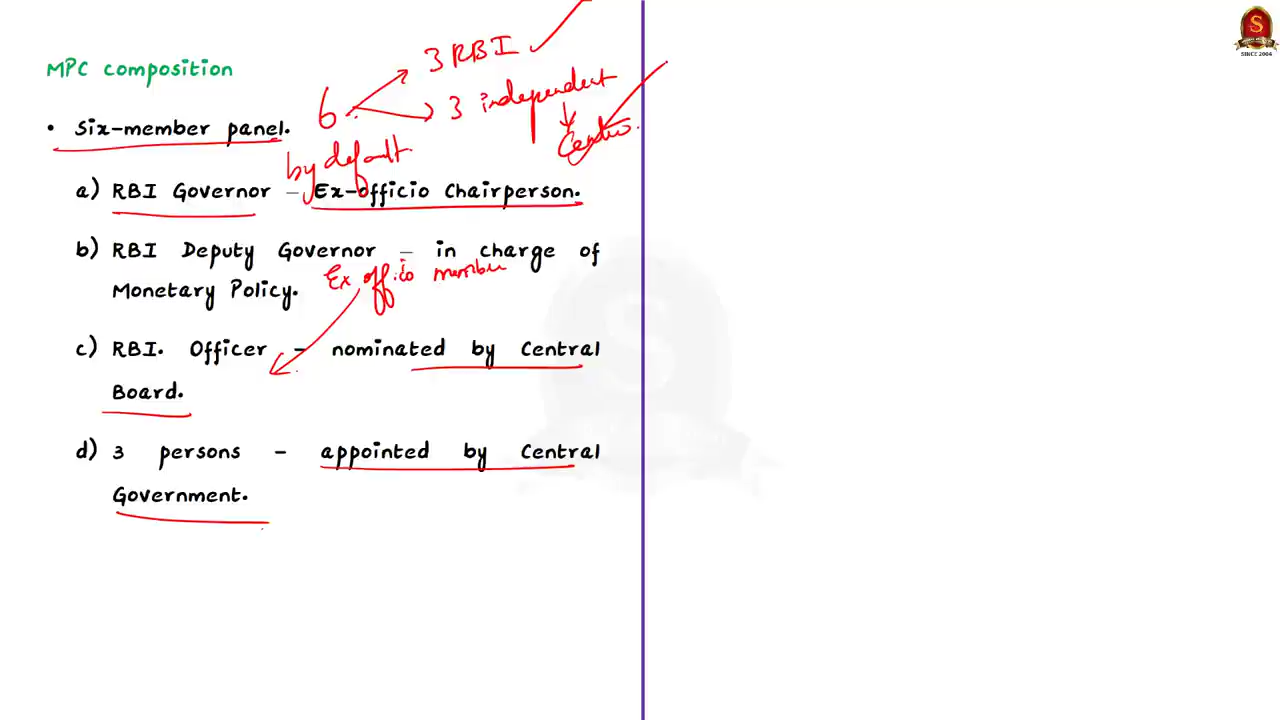 3 RBI
MPC composition
6
3 independent
Centre
• Six-member panel.
by default
a) RBI Governor - Ex-officio Chairperson.
b) RBI Deputy Governor - in charge of
Ex officio member
Monetary Policy.
c) RBI. Officer - nominated by Central
Board.
d) 3 persons - appointed by Central
Government.
S
SINCE 2004